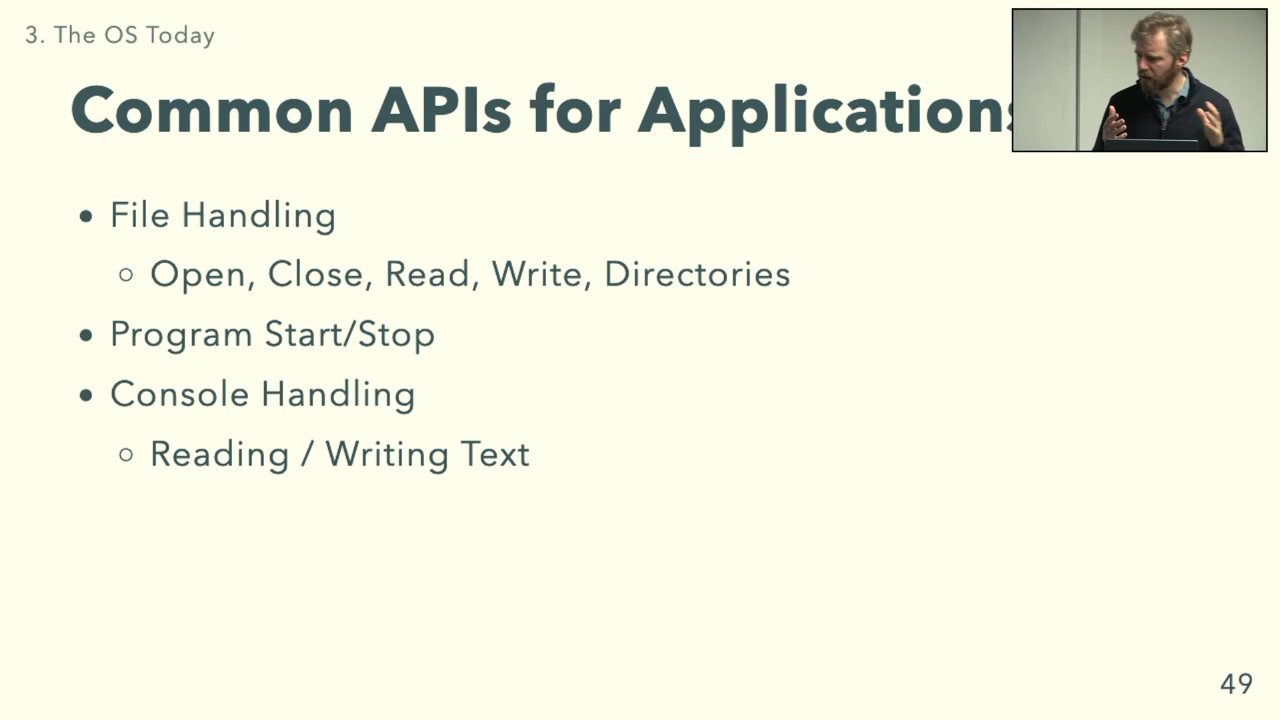 3. The OS Today
Common APIs for Applications
• File Handling
○ Open, Close, Read, Write, Directories
• Program Start/Stop
• Console Handling
○ Reading / Writing Text
49